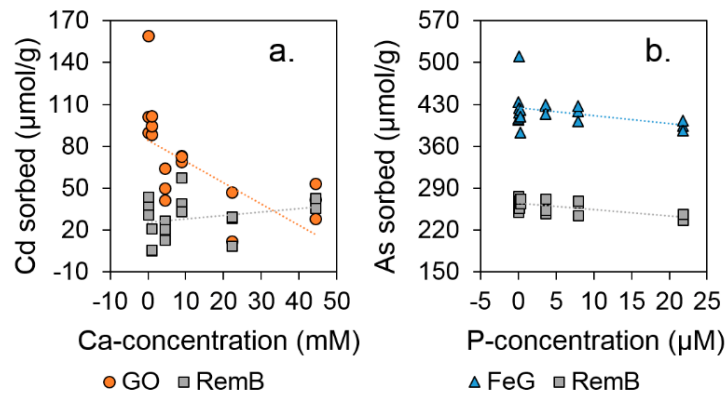 170
140
110
80
50
20
-10
Cd sorbed (µmol/g)
a.
-10 0 10 20 30 40 50
Ca-concentration (mM)
GO RemB
570
500
430
360
290
220
150
As sorbed (µmol/g)
b.
-5 0 5 10 15 20 25
P-concentration (µM)
FeG RemB